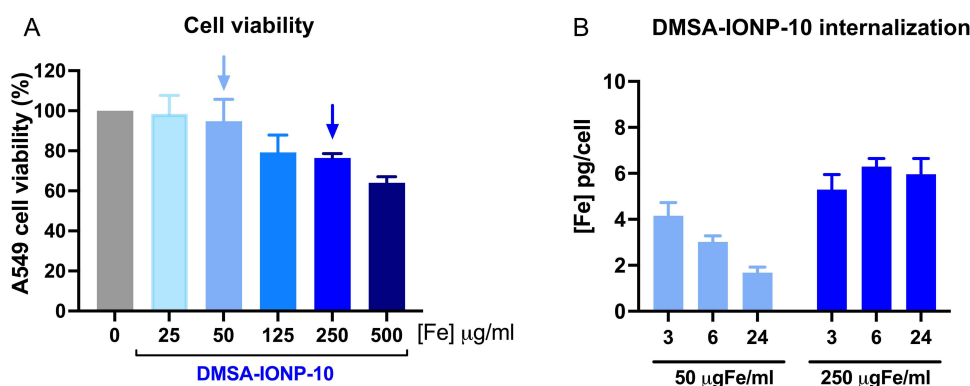 A
Cell viability
A549 cell viability (%)
120
100
80
60
40
20
0
0 25 50 125 250 500 [Fe] µg/ml
DMSA-IONP-10
B
DMSA-IONP-10 internalization
[Fe] pg/cell
10
8
6
4
2
0
3 6 24 3 6 24
50 µgFe/ml 250 µgFe/ml